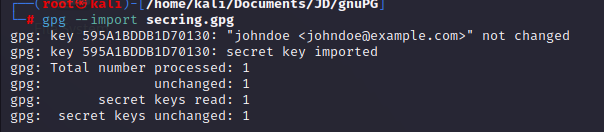 (root㉿kali)-[/home/kali/Documents/JD/gnuPG]
# gpg --import secring.gpg
gpg: key 595A1BDDB1D70130: "johndoe <johndoe@example.com>" not changed
gpg: key 595A1BDDB1D70130: secret key imported
gpg: Total number processed: 1
gpg:              unchanged: 1
gpg:       secret keys read: 1
gpg:  secret keys unchanged: 1